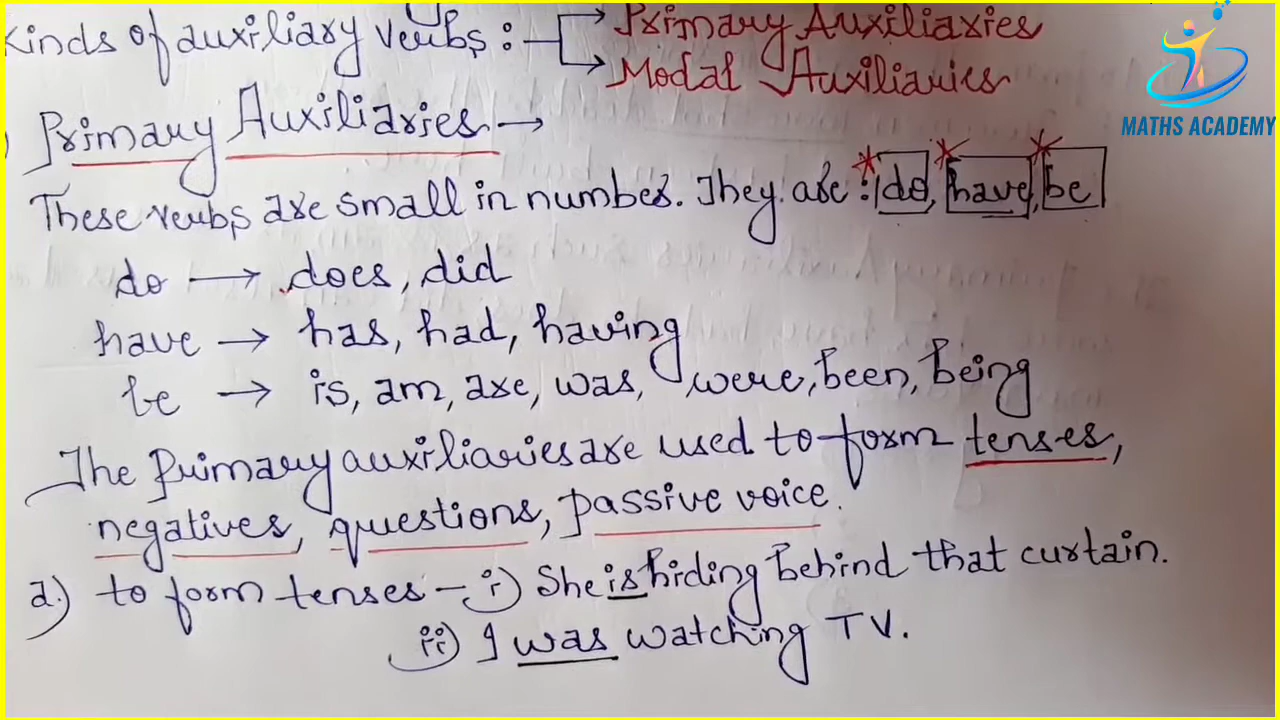 Kinds of auxiliary verbs :- Primary Auxiliaries
Modal Auxiliaries
MATHS ACADEMY
) Primary Auxiliaries →
These verbs are small in number. They are : do, have, be
do → does, did
have → has, had, having
be → is, am, are, was, were, been, being
The Primary auxiliaries are used to form tenses,
negatives, questions, passive voice.
a.) to form tenses - i) She is hiding behind that curtain.
ii) I was watching TV.